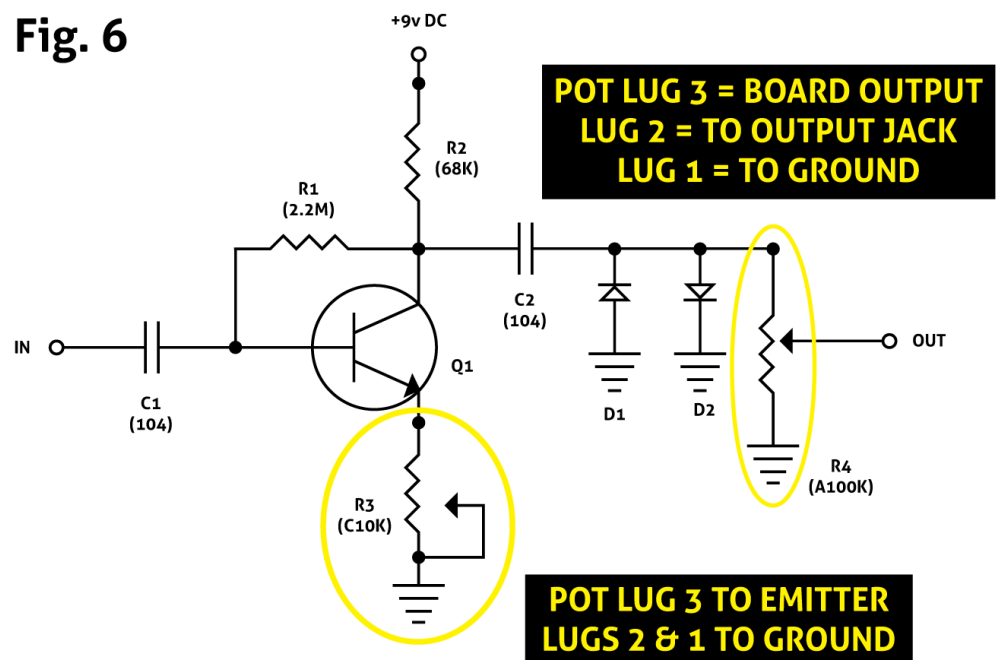 Fig. 6
+9v DC
POT LUG 3 = BOARD OUTPUT
LUG 2 = TO OUTPUT JACK
LUG 1 = TO GROUND
R2
(68K)
R1
(2.2M)
C2
(104)
IN
OUT
Q1
C1
(104)
D1
D2
R4
(A100K)
R3
(C10K)
POT LUG 3 TO EMITTER
LUGS 2 & 1 TO GROUND